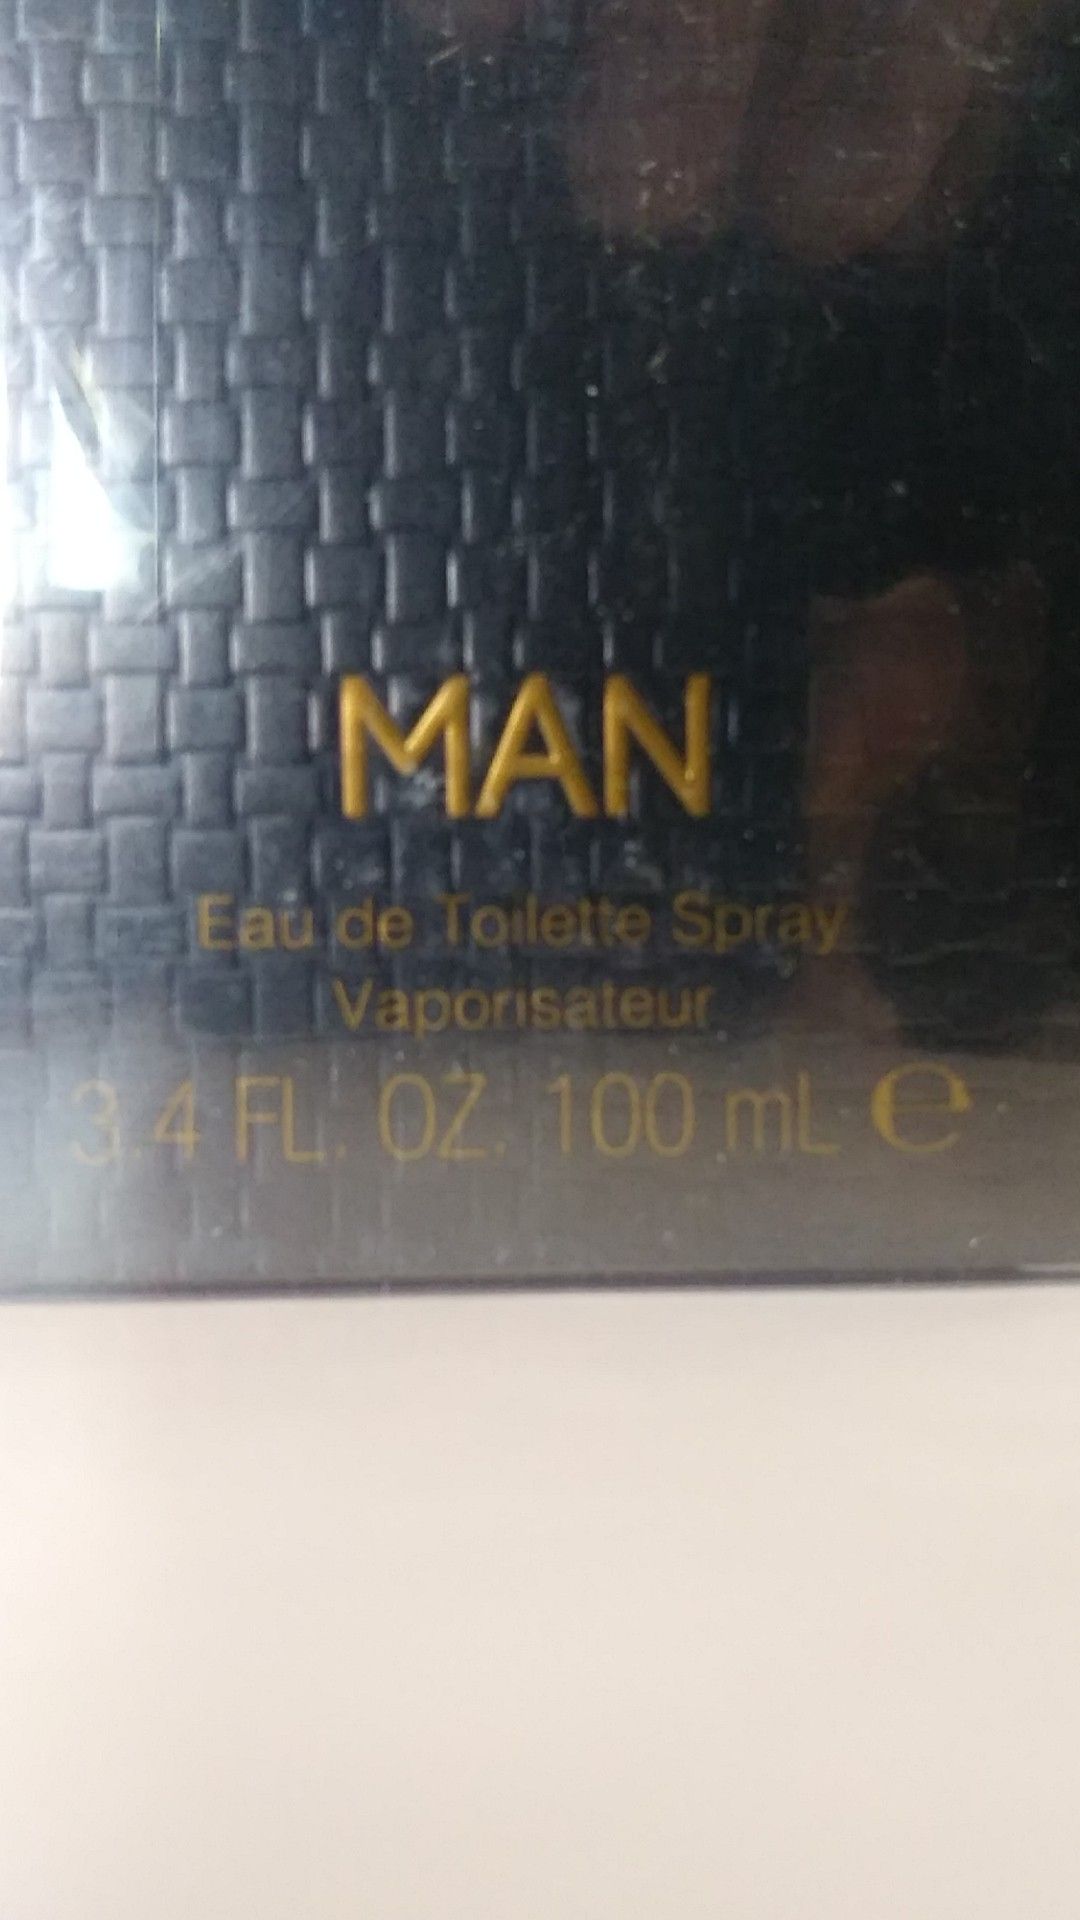 MAN
Eau de Toilette Spray
Vaporisateur
3.4 FL. OZ. 100 mL e